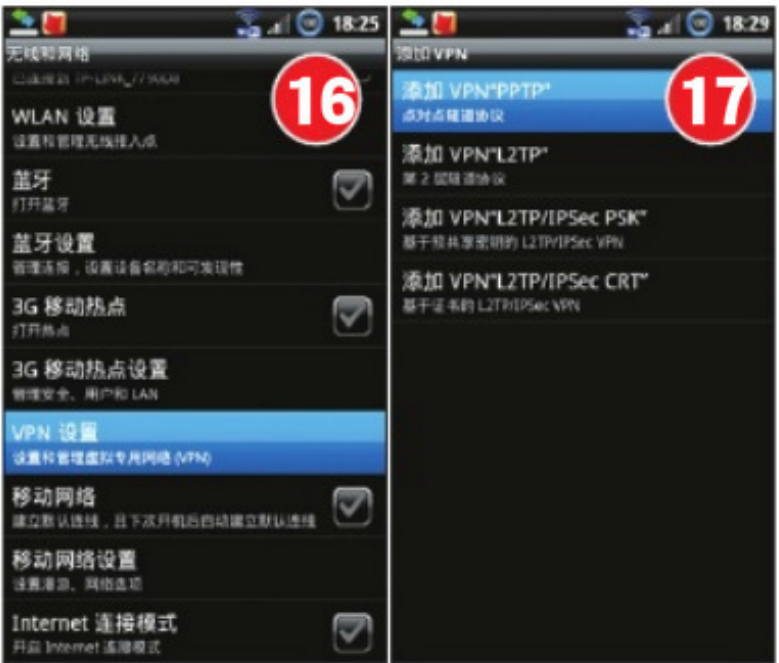 18:25
无线和网络
已连接到 TP-LINK_779DD8
16
WLAN 设置
设置和管理无线接入点
蓝牙
打开蓝牙
蓝牙设置
管理连接，设置设备名称和可发现性
3G 移动热点
打开热点
3G 移动热点设置
管理安全、用户和 LAN
VPN 设置
设置和管理虚拟专用网络 (VPN)
移动网络
建立默认连线，且下次开机后自动建立默认连线
移动网络设置
设置漫游、网络选项
Internet 连接模式
开启 Internet 连接模式
18:29
添加 VPN
17
添加 VPN"PPTP"
点对点隧道协议
添加 VPN"L2TP"
第 2 层隧道协议
添加 VPN"L2TP/IPSec PSK"
基于预共享密钥的 L2TP/IPSec VPN
添加 VPN"L2TP/IPSec CRT"
基于证书的 L2TP/IPSec VPN